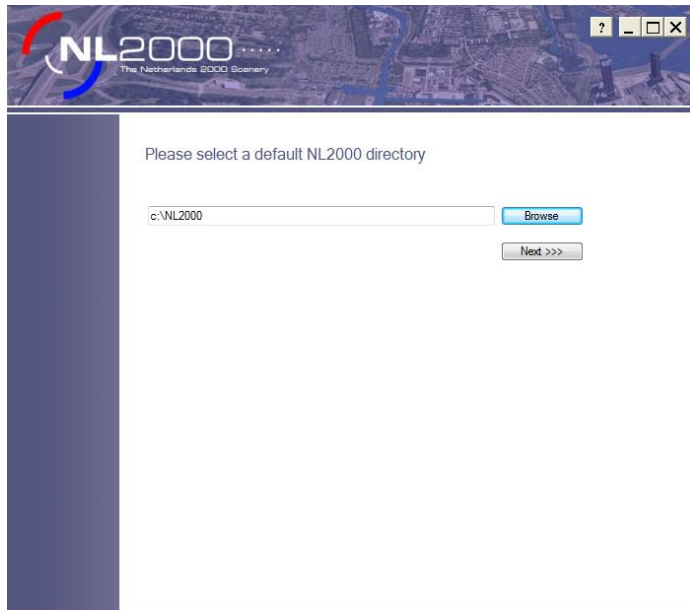 NL2000
The Netherlands 2000 Scenery
?
Please select a default NL2000 directory
c:\NL2000
Browse
Next >>>